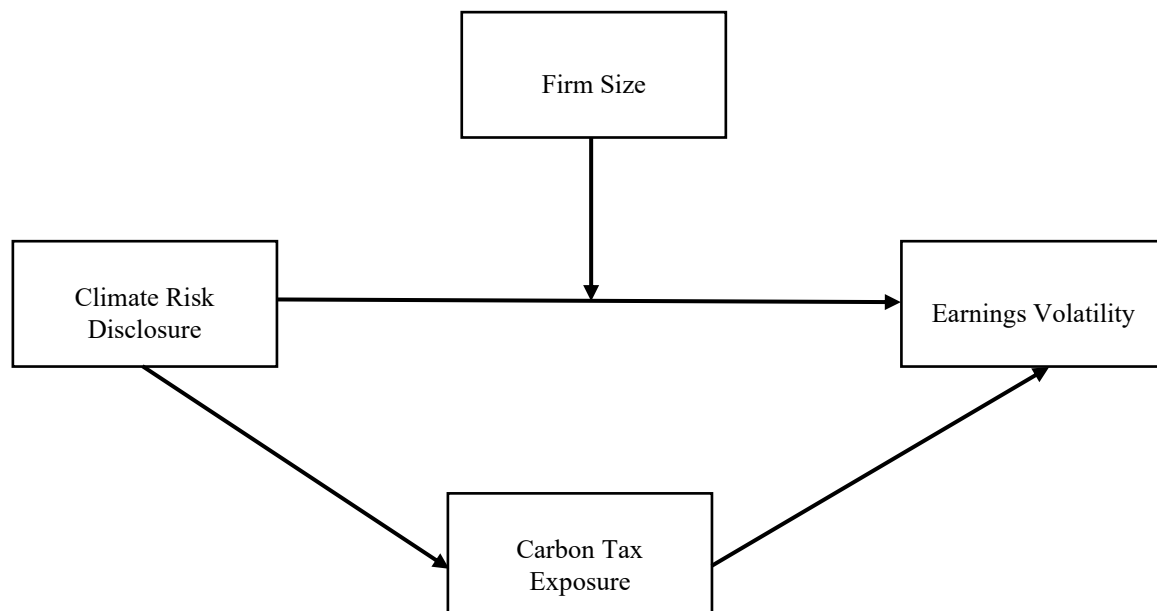 Firm Size
Climate Risk
Disclosure
Earnings Volatility
Carbon Tax
Exposure